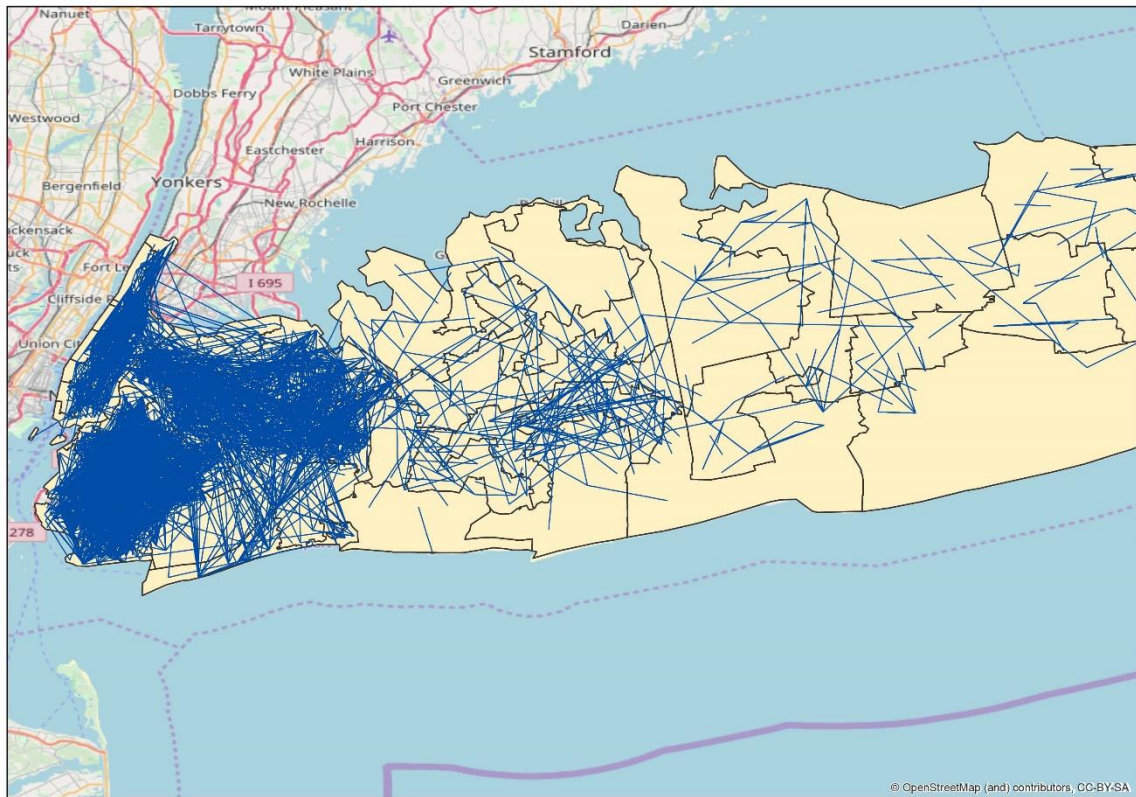 Nanuet
Tarrytown
Darien
Stamford
White Plains
Greenwich
Dobbs Ferry
Port Chester
Westwood
Harrison
Eastchester
Bergenfield
Yonkers
New Rochelle
Fort Le
I 695
Cliffside
Union Cit
278
© OpenStreetMap (and) contributors, CC-BY-SA